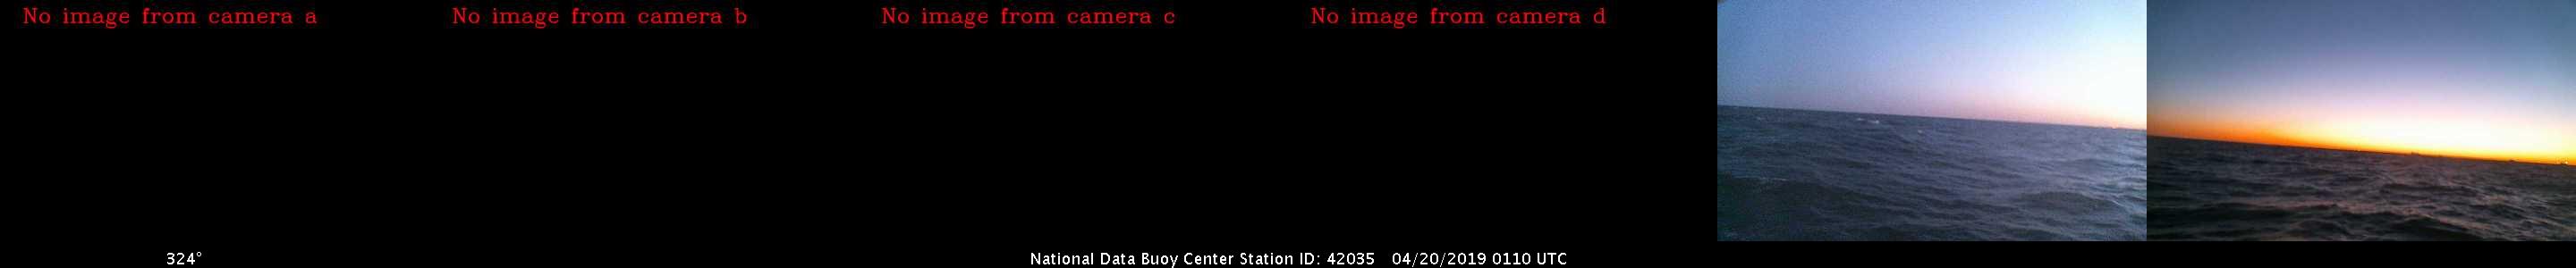 No image from camera a
No image from camera b
No image from camera c
No image from camera d
324°
National Data Buoy Center Station ID: 42035 04/20/2019 0110 UTC